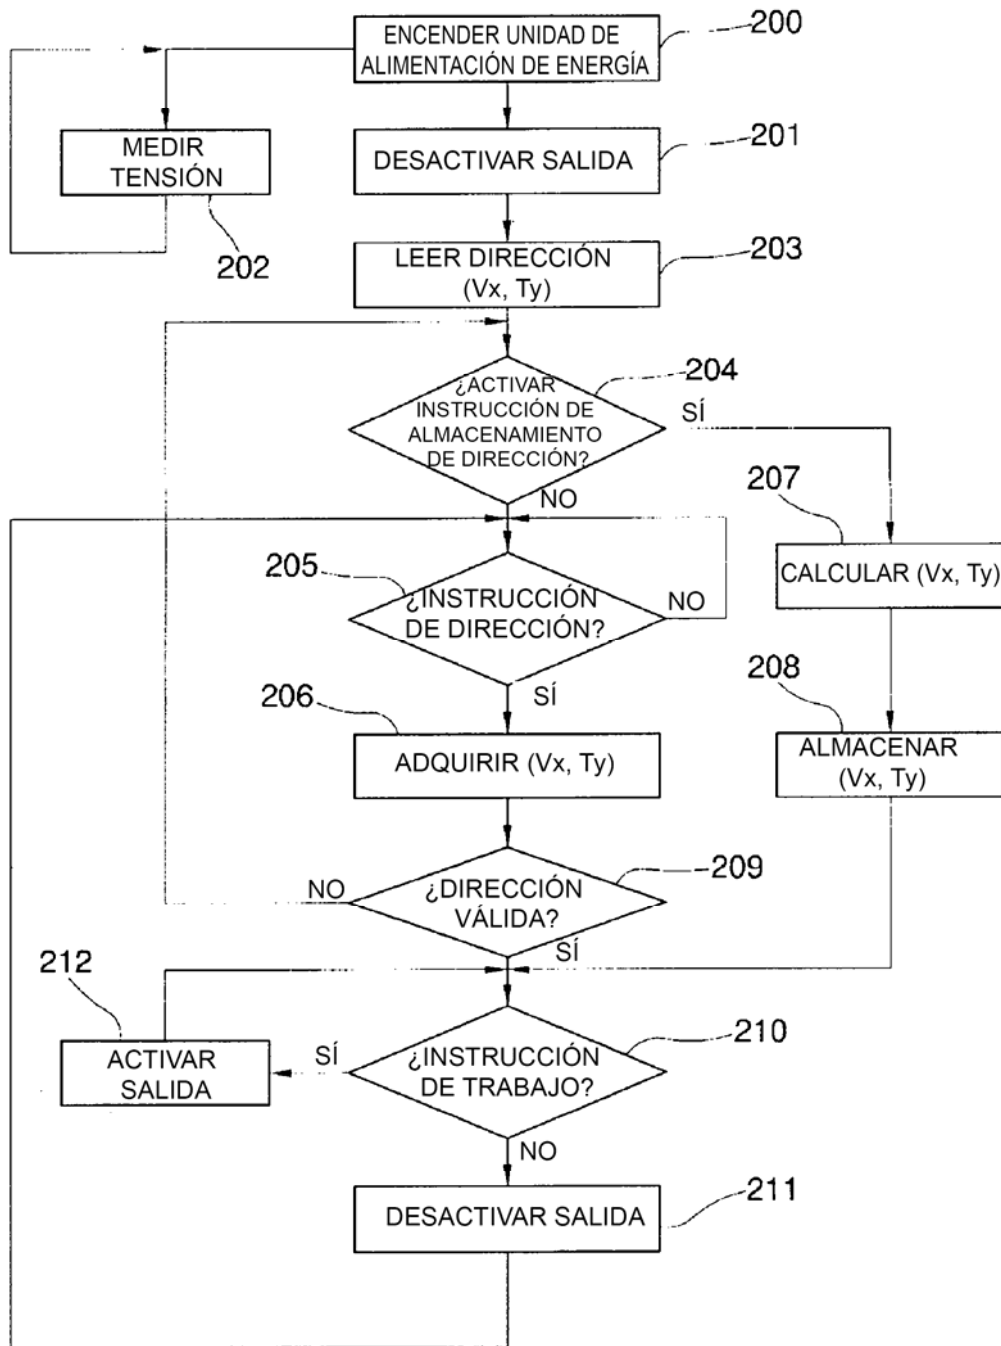 ENCENDER UNIDAD DE
ALIMENTACIÓN DE ENERGÍA
200
MEDIR
TENSIÓN
202
DESACTIVAR SALIDA
201
LEER DIRECCIÓN
(Vx, Ty)
203
¿ACTIVAR
INSTRUCCIÓN DE
ALMACENAMIENTO
DE DIRECCIÓN?
204
SÍ
NO
207
CALCULAR (Vx, Ty)
205
¿INSTRUCCIÓN
DE DIRECCIÓN?
NO
SÍ
208
ALMACENAR
(Vx, Ty)
206
ADQUIRIR (Vx, Ty)
209
¿DIRECCIÓN
VÁLIDA?
NO
SÍ
212
ACTIVAR
SALIDA
SÍ
¿INSTRUCCIÓN
DE TRABAJO?
210
NO
DESACTIVAR SALIDA
211